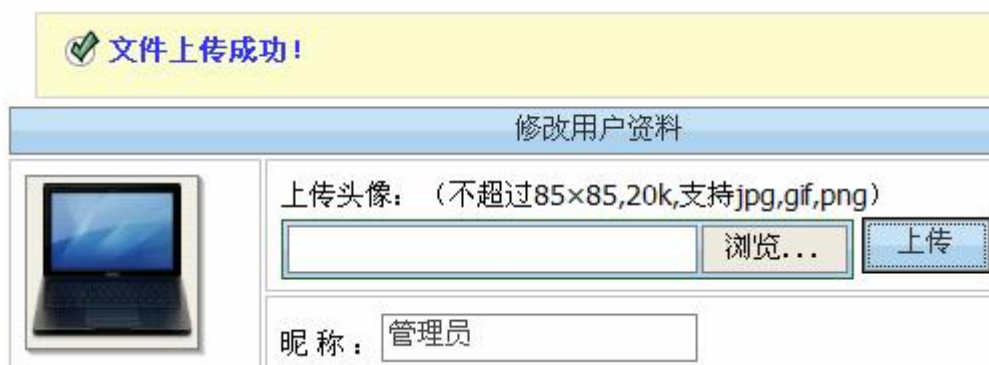 文件上传成功!
修改用户资料
上传头像: (不超过85×85,20k,支持jpg,gif,png)
浏览... 上传
昵 称: 管理员